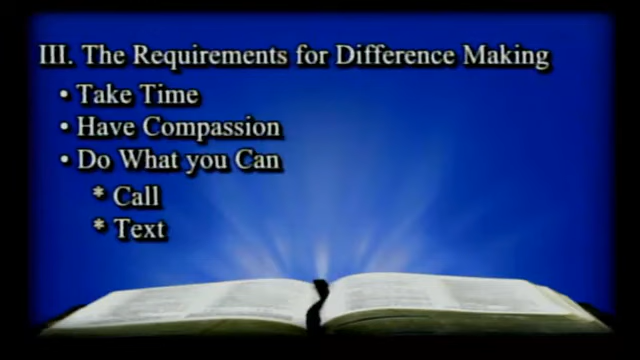 III. The Requirements for Difference Making
• Take Time
• Have Compassion
• Do What you Can
* Call
* Text